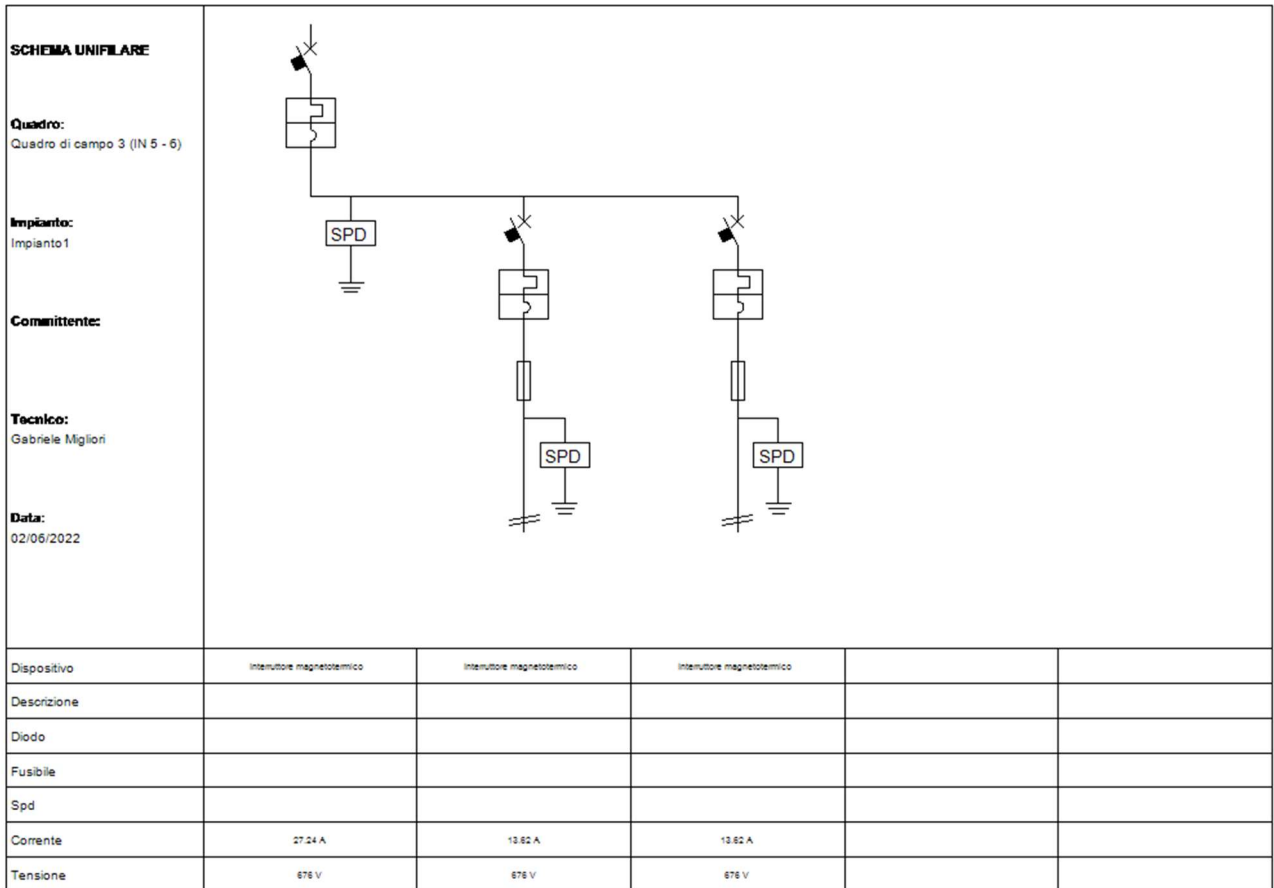 SCHEMA UNIFILARE
Quadro:
Quadro di campo 3 (IN 5 - 6)
Impianto:
Impianto1
Committente:
Tecnico:
Gabriele Migliori
Data:
02/06/2022
SPD
SPD SPD
Dispositivo Interruttore magnetotermico Interruttore magnetotermico Interruttore magnetotermico
Descrizione
Diodo
Fusibile
Spd
Corrente 27.24 A 13.62 A 13.62 A
Tensione 676 V 676 V 676 V